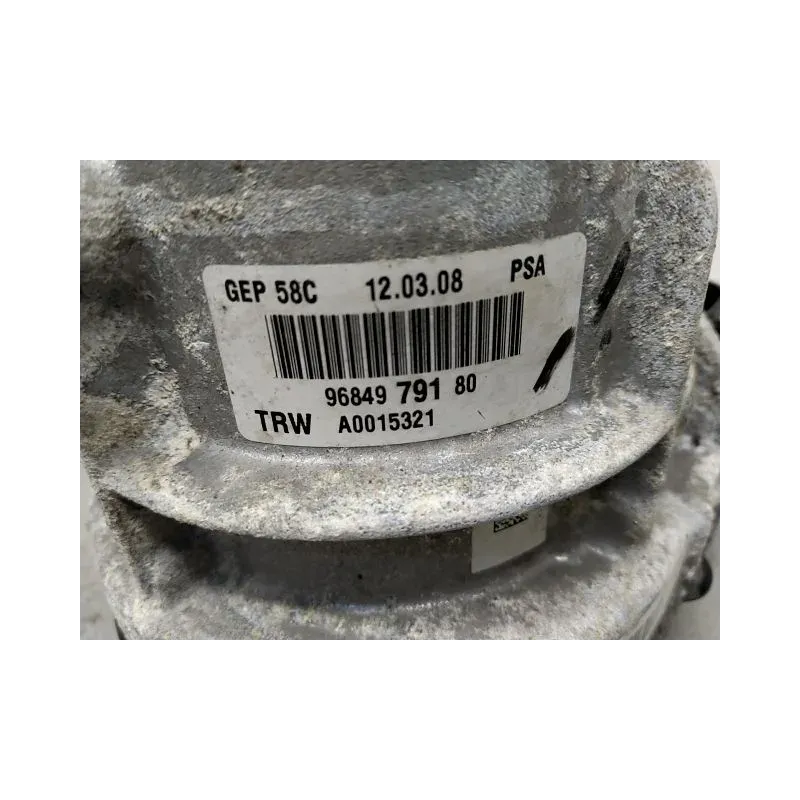 GEP 58C 12.03.08 PSA
96849 791 80
TRW A0015321